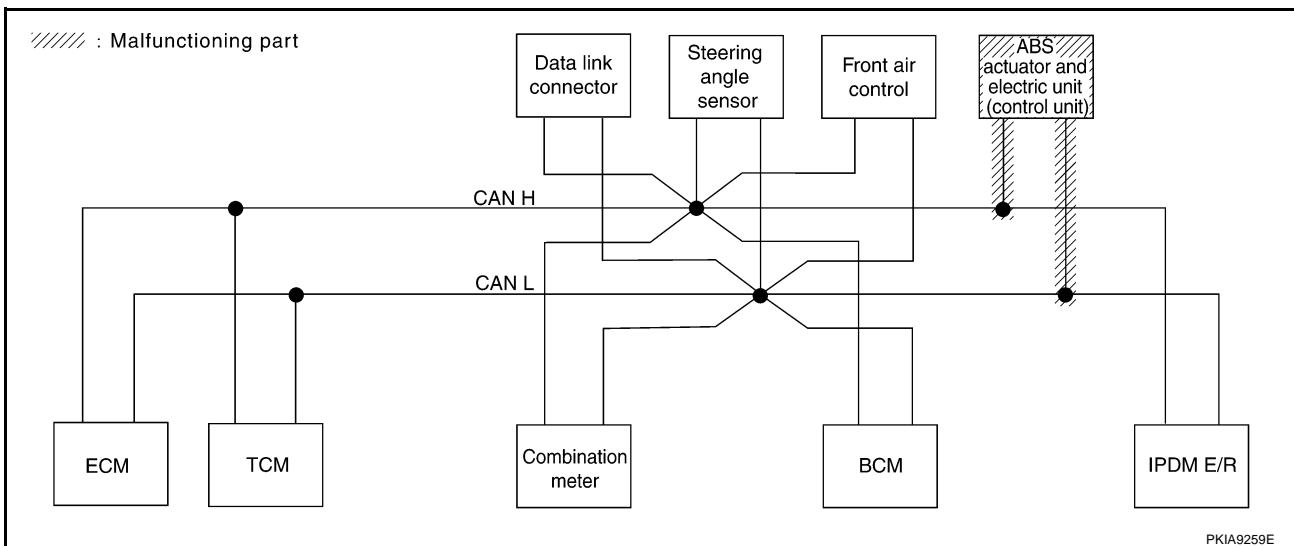 : Malfunctioning part
Data link
connector
Steering
angle
sensor
Front air
control
ABS
actuator and
electric unit
(control unit)
CAN H
CAN L
ECM
TCM
Combination
meter
BCM
IPDM E/R
PKIA9259E